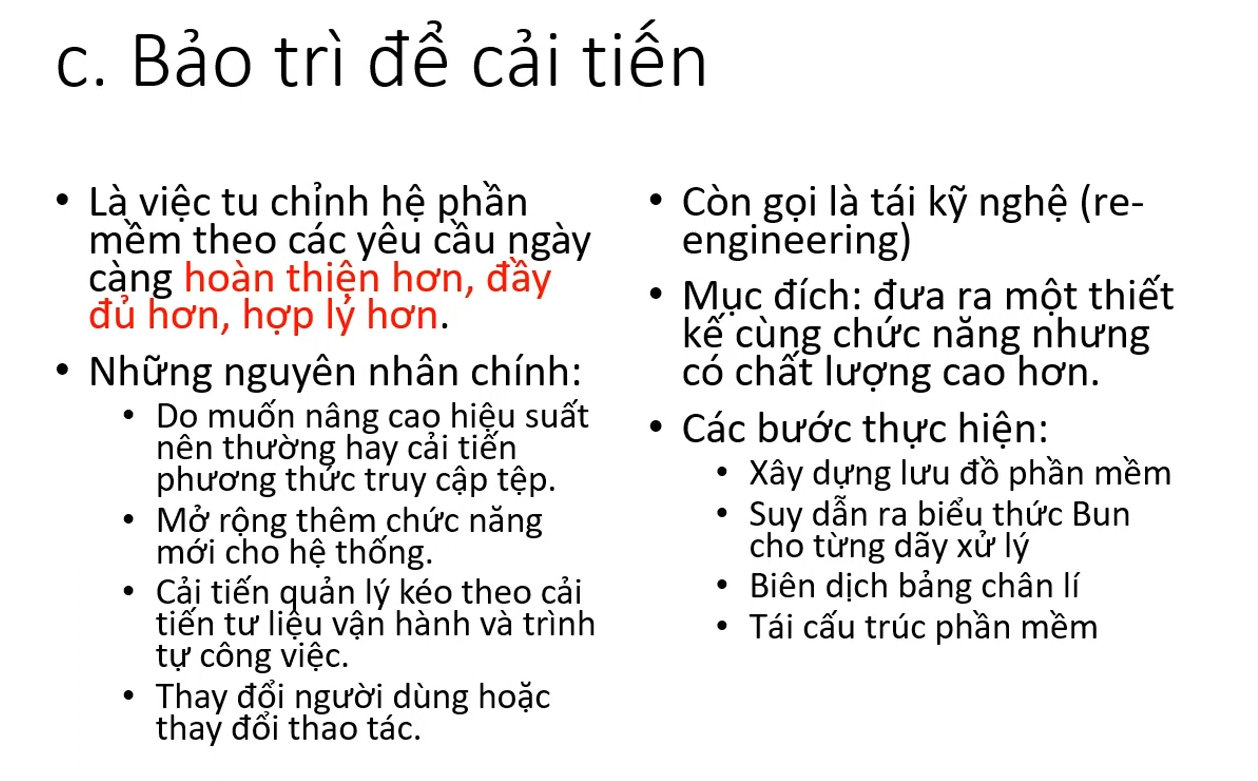 c. Bảo trì để cải tiến
• Là việc tu chỉnh hệ phần
mềm theo các yêu cầu ngày
càng hoàn thiện hơn, đầy
đủ hơn, hợp lý hơn.
• Những nguyên nhân chính:
• Do muốn nâng cao hiệu suất
nên thường hay cải tiến
phương thức truy cập tệp.
• Mở rộng thêm chức năng
mới cho hệ thống.
• Cải tiến quản lý kéo theo cải
tiến tư liệu vận hành và trình
tự công việc.
• Thay đổi người dùng hoặc
thay đổi thao tác.
• Còn gọi là tái kỹ nghệ (re-
engineering)
• Mục đích: đưa ra một thiết
kế cùng chức năng nhưng
có chất lượng cao hơn.
• Các bước thực hiện:
• Xây dựng lưu đồ phần mềm
• Suy dẫn ra biểu thức Bun
cho từng dãy xử lý
• Biên dịch bảng chân lí
• Tái cấu trúc phần mềm